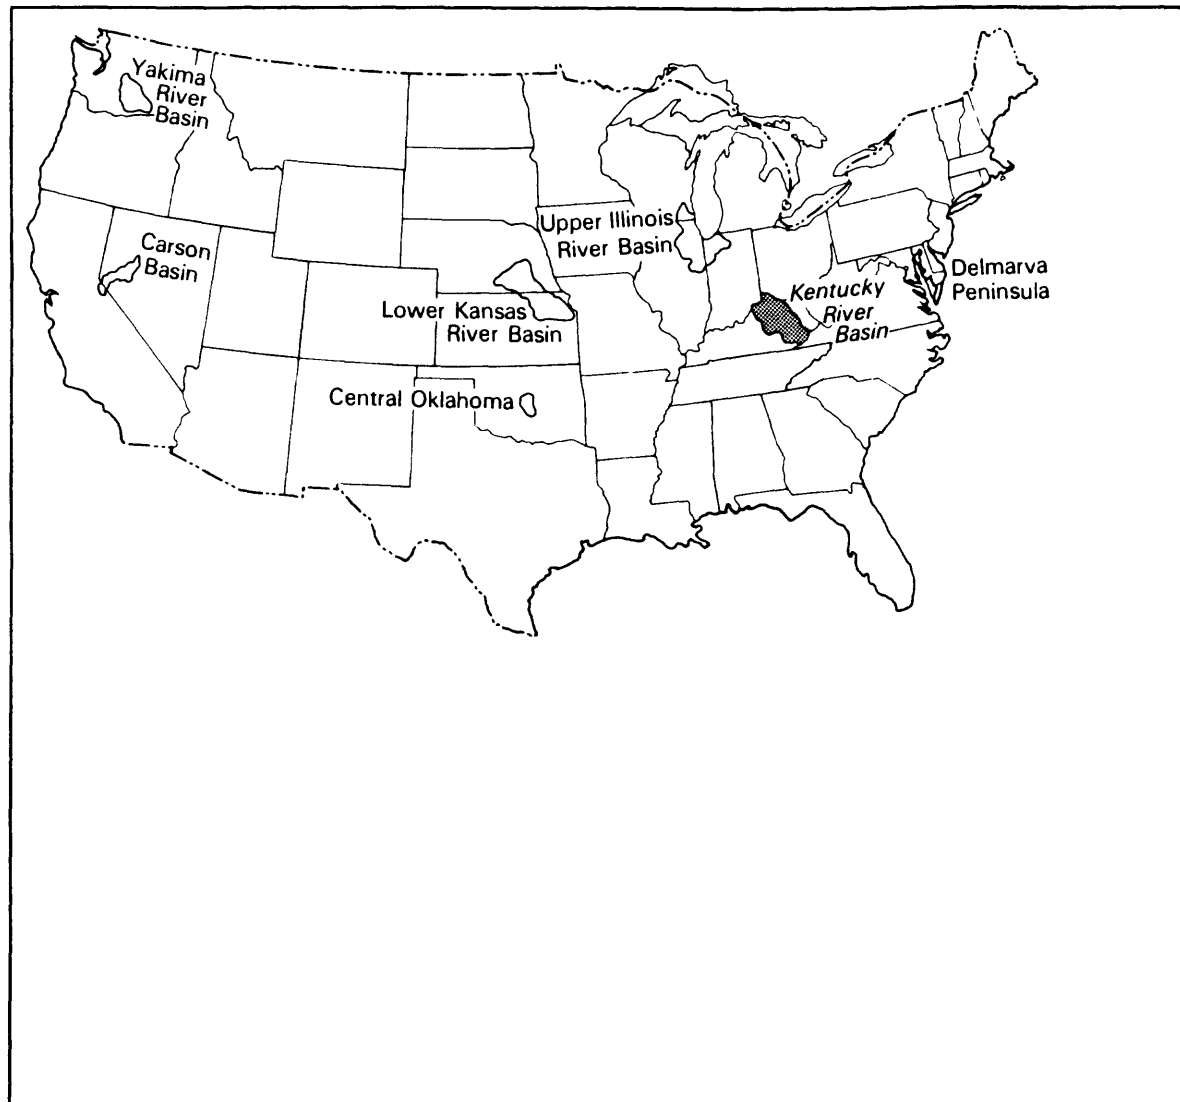 Yakima
River
Basin
Carson
Basin
Upper Illinois
River Basin
Lower Kansas
River Basin
Central Oklahoma
Kentucky
River
Basin
Delmarva
Peninsula